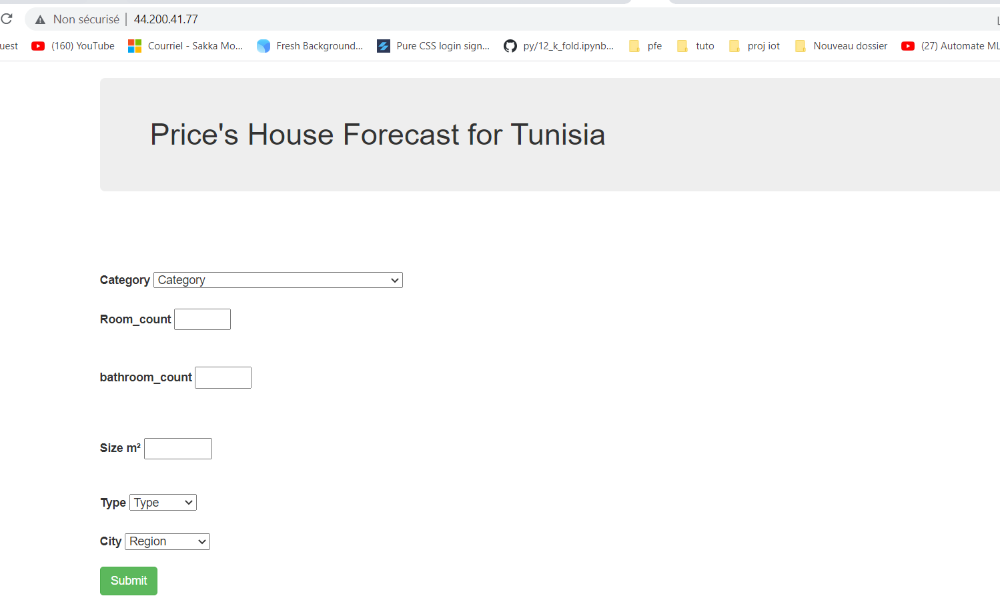 Non sécurisé | 44.200.41.77
uest (160) YouTube Courriel - Sakka Mo... Fresh Background... Pure CSS login sign... py/12_k_fold.ipynb... pfe tuto proj iot Nouveau dossier (27) Automate ML
Price's House Forecast for Tunisia
Category Category
Room_count
bathroom_count
Size m²
Type Type
City Region
Submit